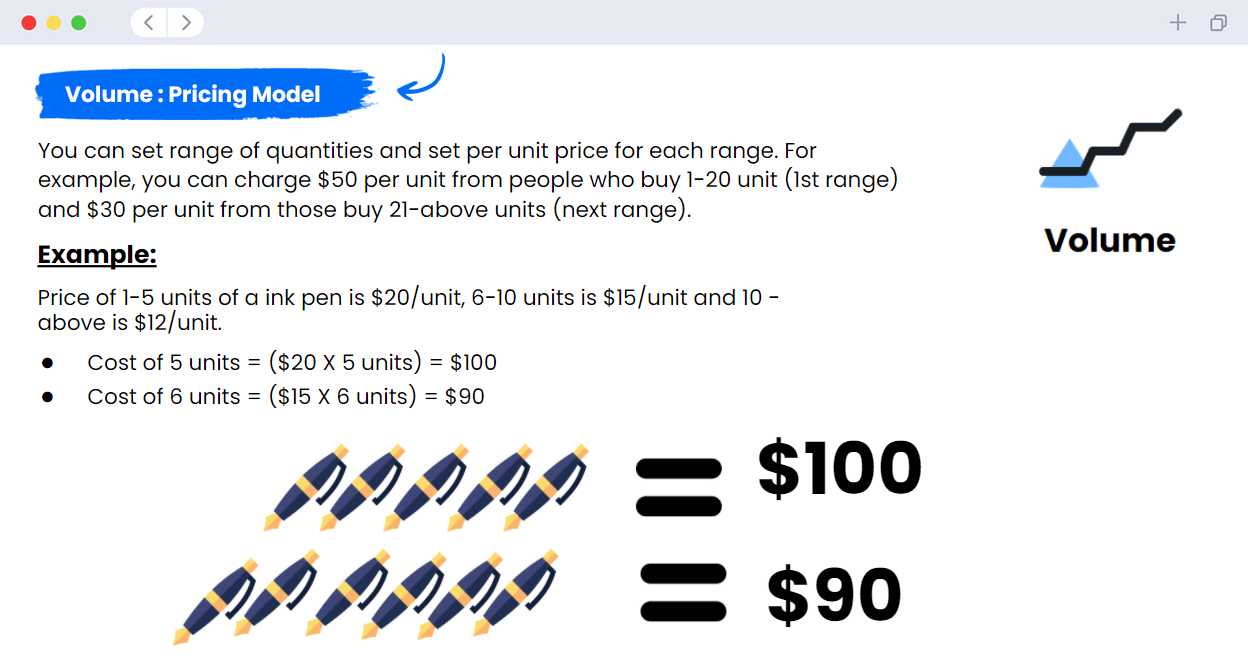 Volume : Pricing Model
You can set range of quantities and set per unit price for each range. For
example, you can charge $50 per unit from people who buy 1-20 unit (1st range)
and $30 per unit from those buy 21-above units (next range).
Volume
Example:
Price of 1-5 units of a ink pen is $20/unit, 6-10 units is $15/unit and 10 -
above is $12/unit.
● Cost of 5 units = ($20 X 5 units) = $100
● Cost of 6 units = ($15 X 6 units) = $90
= $100
= $90